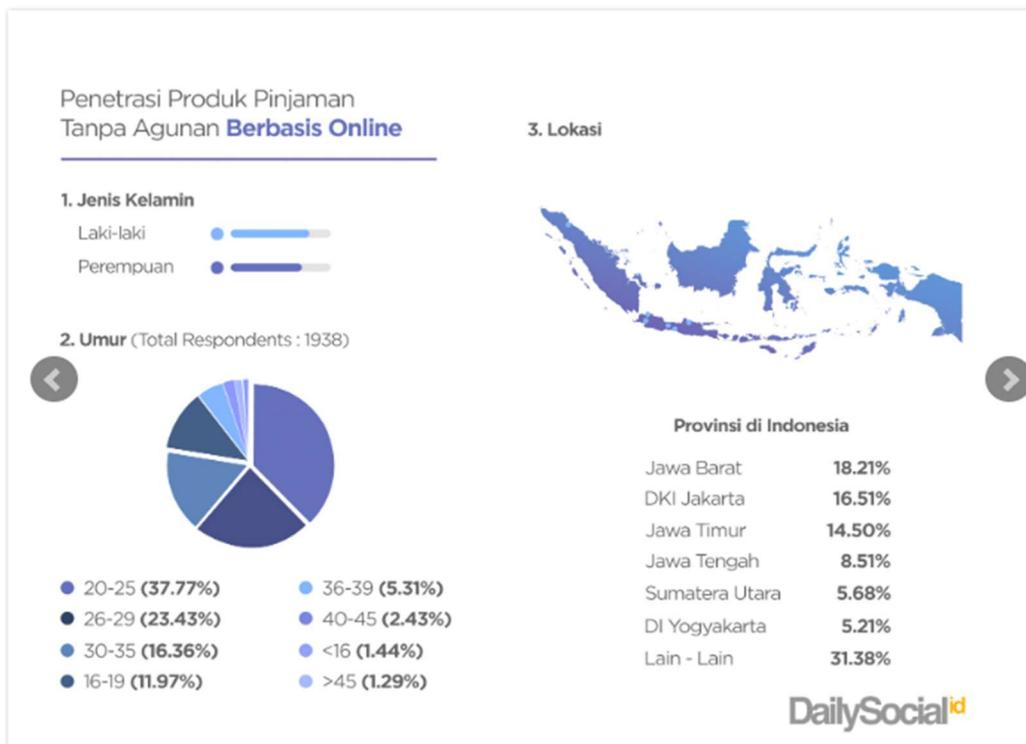 Penetrasi Produk Pinjaman
Tanpa Agunan Berbasis Online
1. Jenis Kelamin
Laki-laki
Perempuan
2. Umur (Total Respondents : 1938)
20-25 (37.77%)
26-29 (23.43%)
30-35 (16.36%)
16-19 (11.97%)
36-39 (5.31%)
40-45 (2.43%)
<16 (1.44%)
>45 (1.29%)
3. Lokasi
Provinsi di Indonesia
Jawa Barat 18.21%
DKI Jakarta 16.51%
Jawa Timur 14.50%
Jawa Tengah 8.51%
Sumatera Utara 5.68%
DI Yogyakarta 5.21%
Lain - Lain 31.38%
DailySocial id